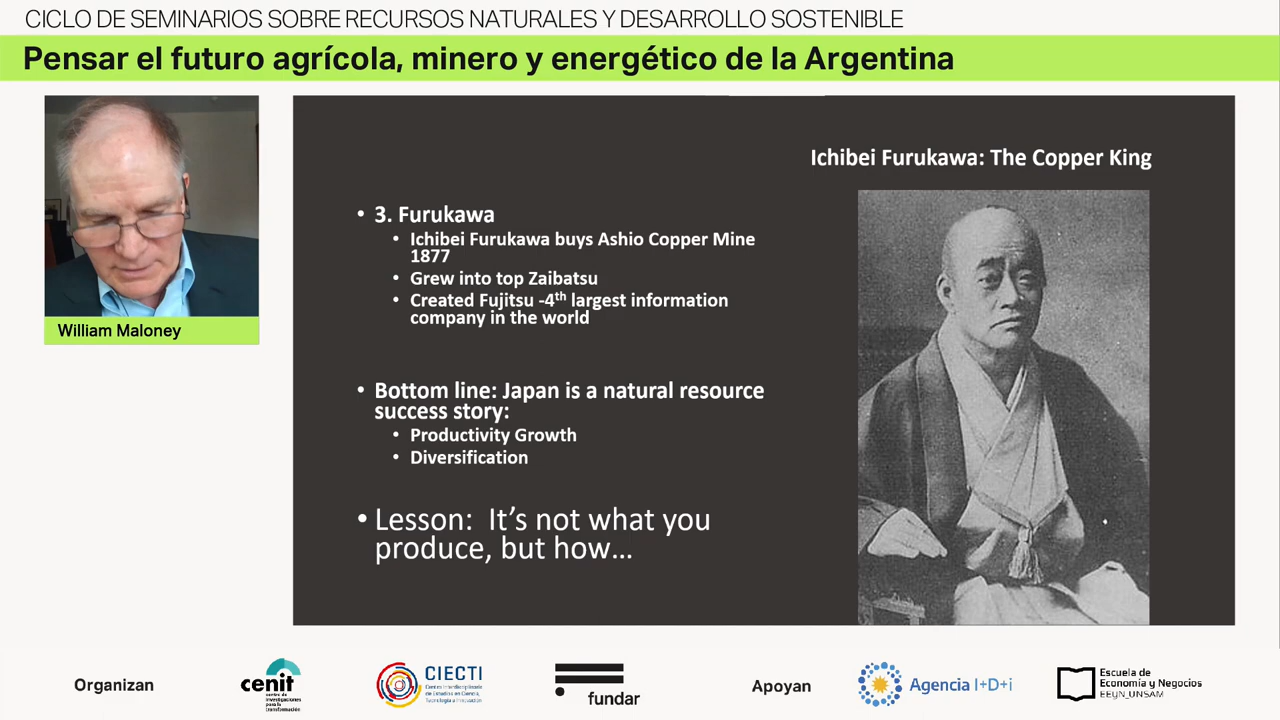 CICLO DE SEMINARIOS SOBRE RECURSOS NATURALES Y DESARROLLO SOSTENIBLE
Pensar el futuro agrícola, minero y energético de la Argentina
William Maloney
Ichibei Furukawa: The Copper King
• 3. Furukawa
• Ichibei Furukawa buys Ashio Copper Mine
1877
• Grew into top Zaibatsu
• Created Fujitsu -4th largest information
company in the world
• Bottom line: Japan is a natural resource
success story:
• Productivity Growth
• Diversification
• Lesson: It's not what you
produce, but how...
Organizan
cenit
centro de
investigaciones
para la
transformación
CIECTI
Centro Interdisciplinario
de Estudios en Ciencia,
Tecnología e Innovación
fundar
Apoyan
Agencia I+D+i
Escuela de
Economía y Negocios
EEyN_UNSAM